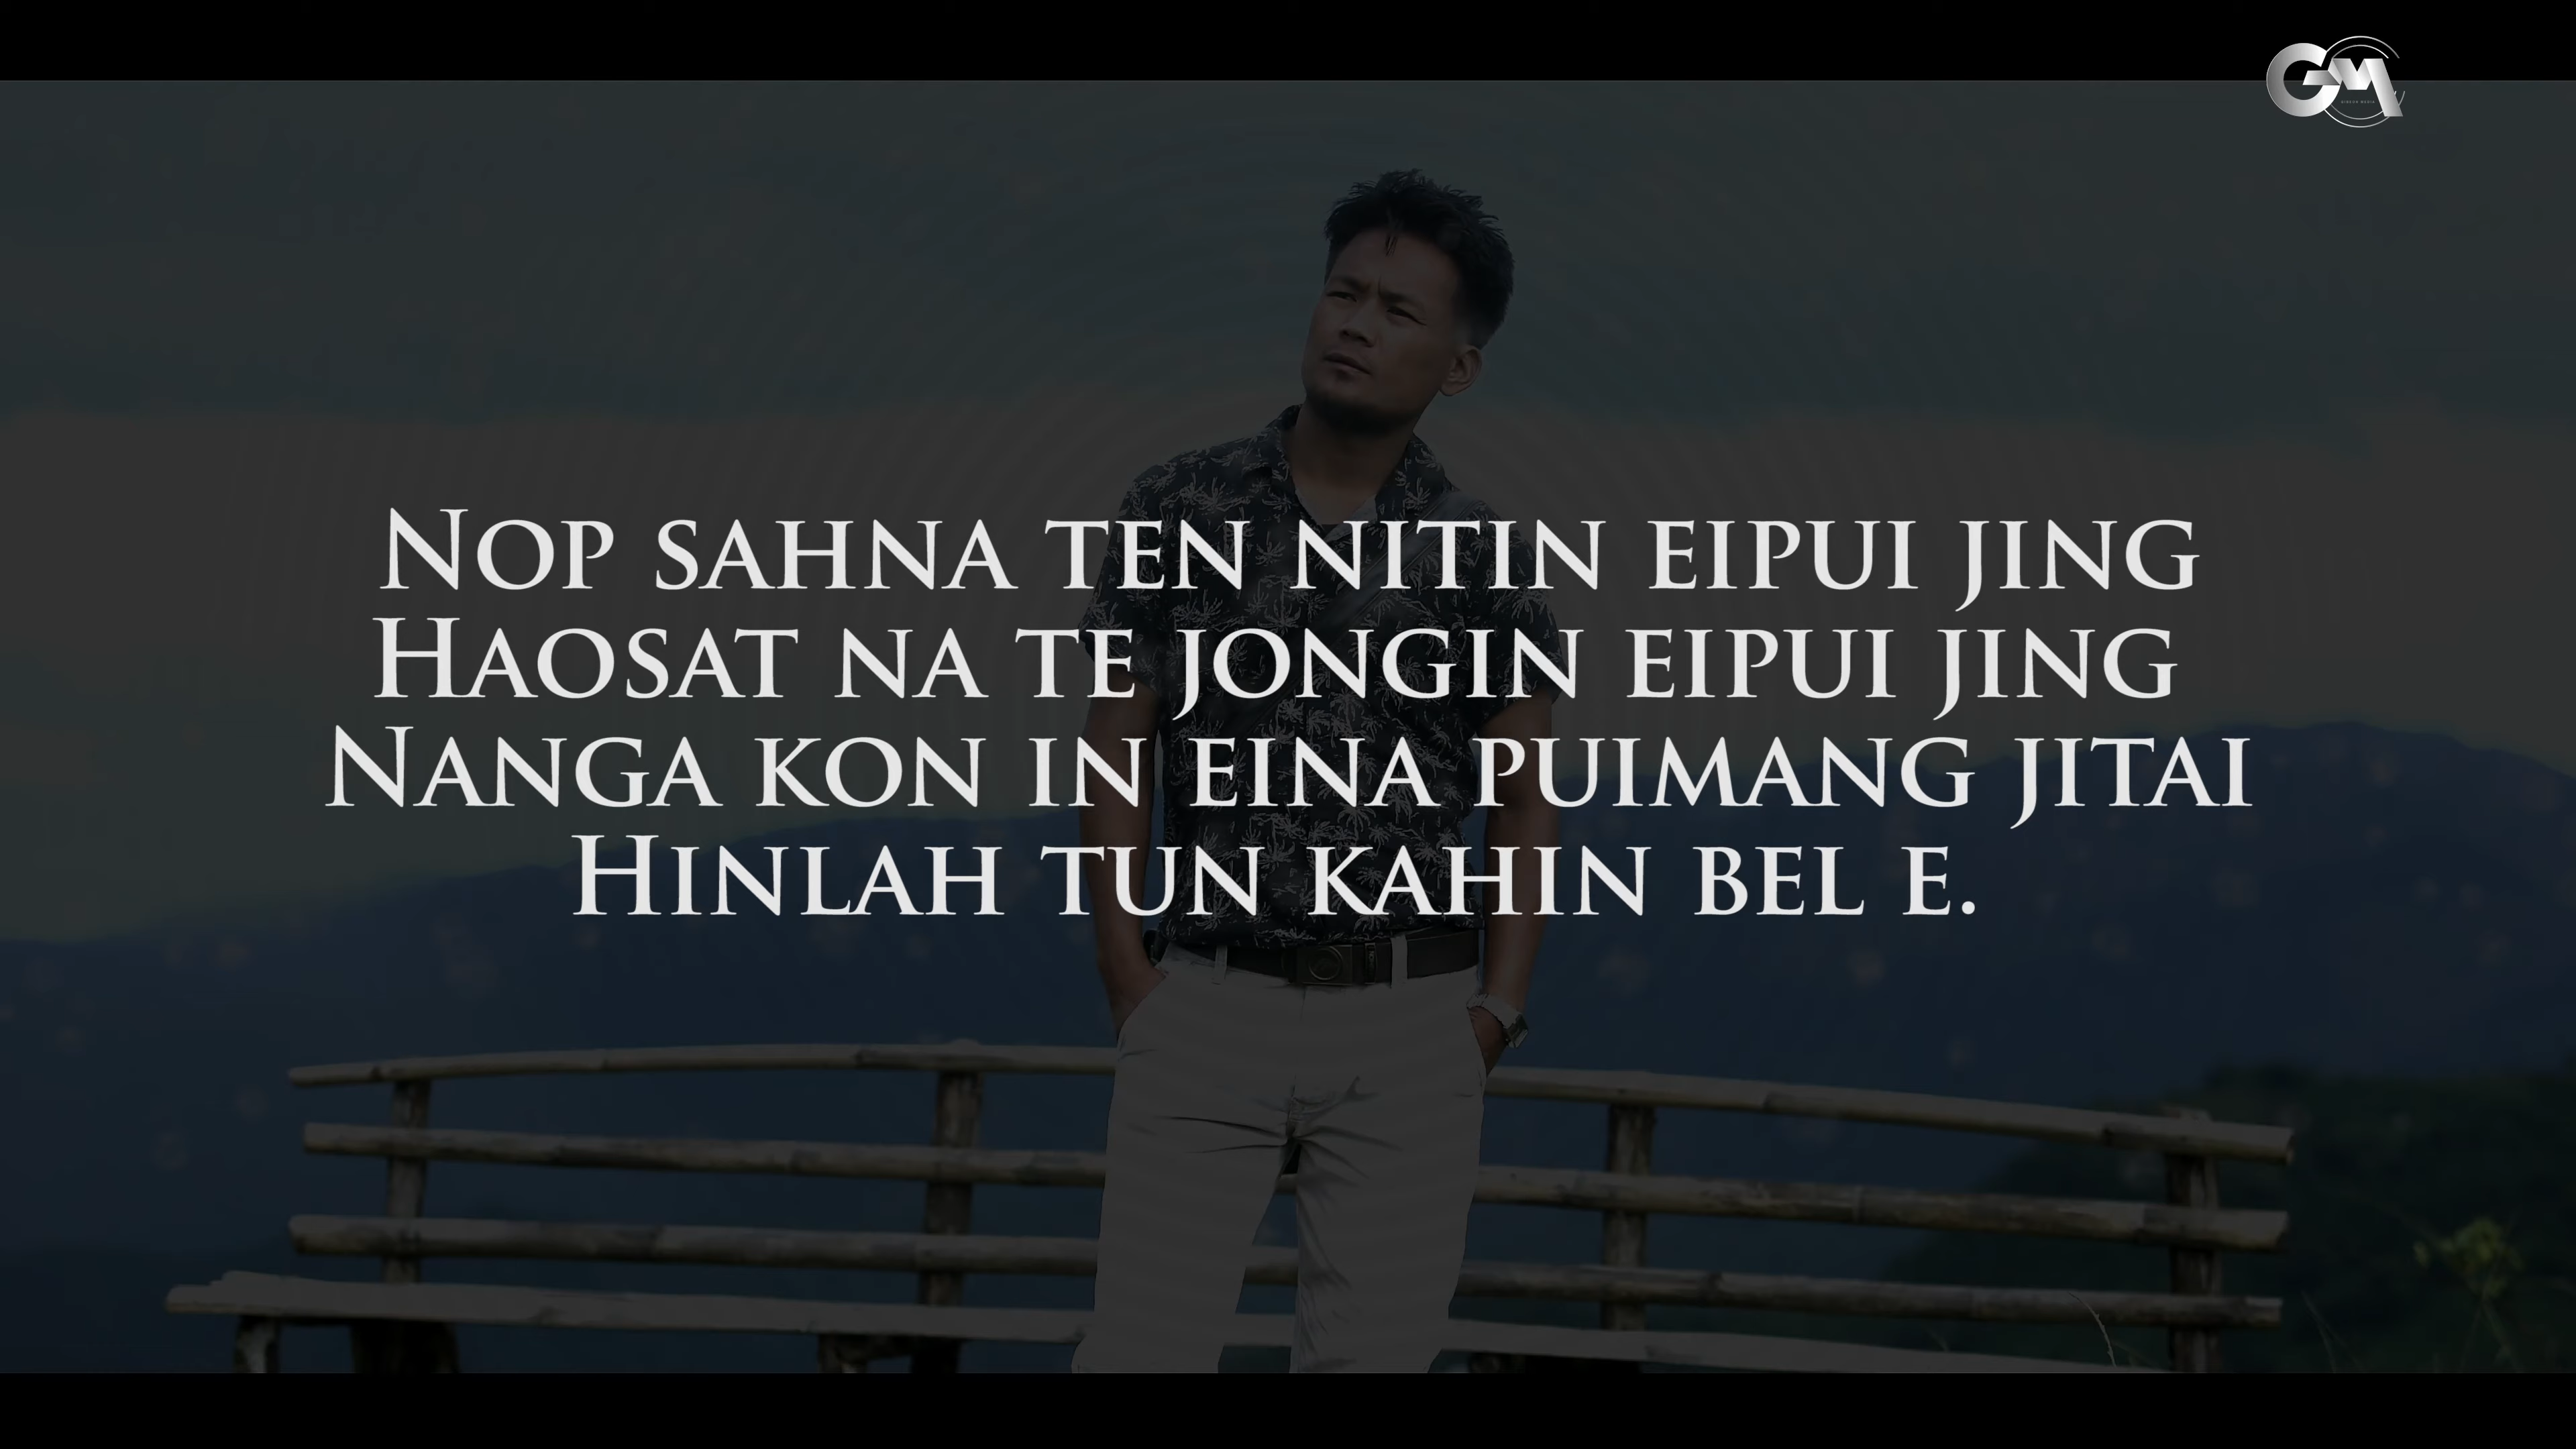 GM
Nop sahna ten nitin eipui jing
Haosat na te jongin eipui jing
Nanga kon in eina puimang jitai
Hinlah tun kahin bel e.